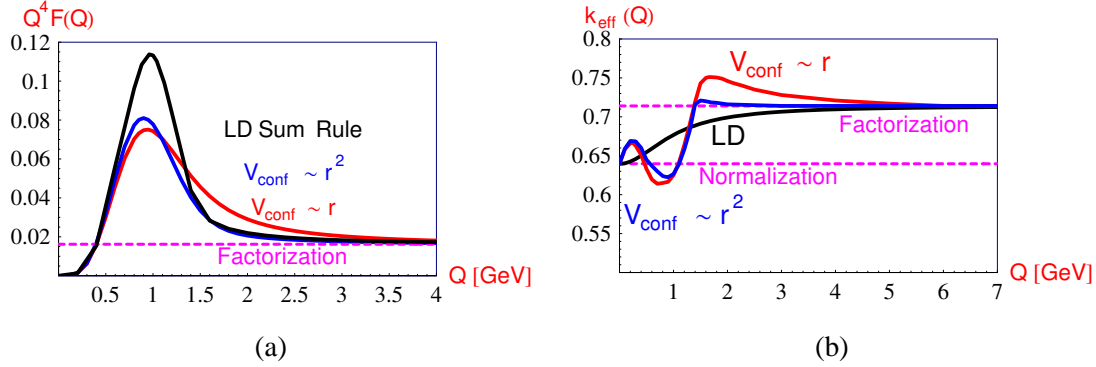 Q⁴F(Q)
0.12
0.1
0.08
0.06
0.04
0.02
LD Sum Rule
V_conf ~ r²
V_conf ~ r
Factorization
Q [GeV]
0.5 1 1.5 2 2.5 3 3.5 4
(a)
k_eff (Q)
0.8
0.75
0.7
0.65
0.6
0.55
V_conf ~ r
Factorization
LD
Normalization
V_conf ~ r²
Q [GeV]
1 2 3 4 5 6 7
(b)